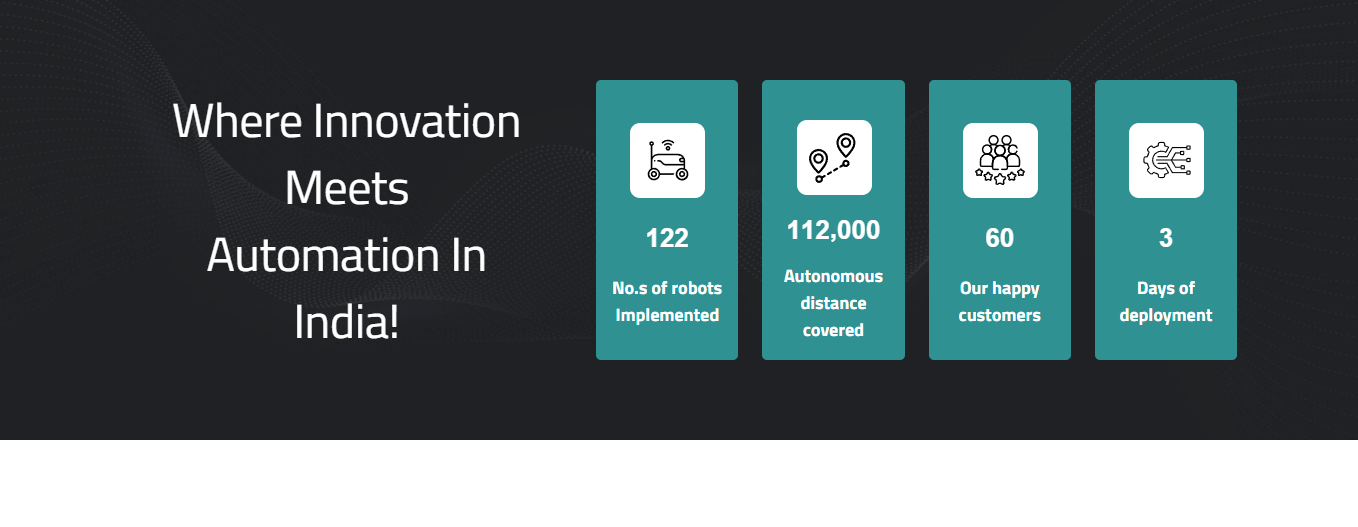 Where Innovation
Meets
Automation In
India!
122
No.s of robots
Implemented
112,000
Autonomous
distance
covered
60
Our happy
customers
3
Days of
deployment